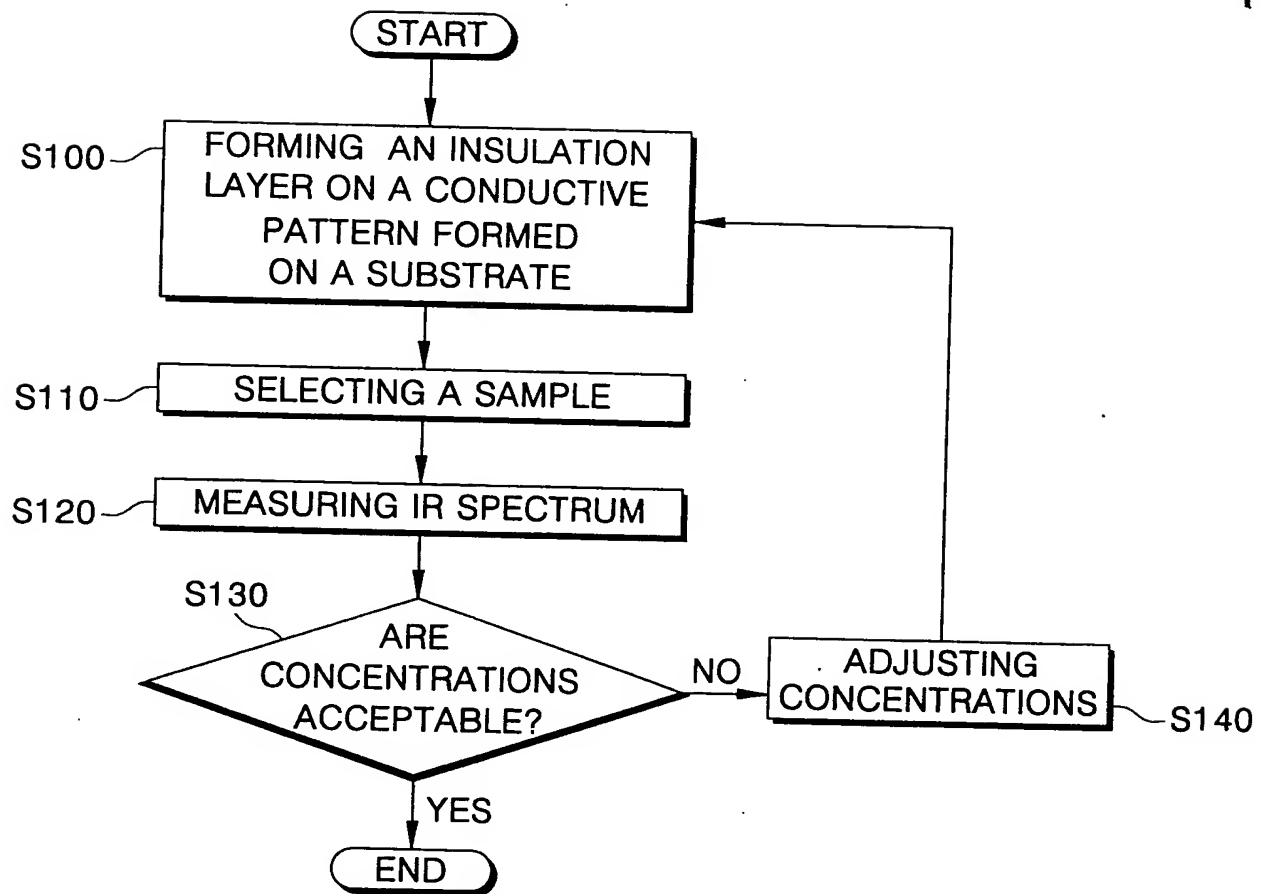 START
S100
FORMING AN INSULATION
LAYER ON A CONDUCTIVE
PATTERN FORMED
ON A SUBSTRATE
S110
SELECTING A SAMPLE
S120
MEASURING IR SPECTRUM
S130
ARE
CONCENTRATIONS
ACCEPTABLE?
NO
ADJUSTING
CONCENTRATIONS
S140
YES
END